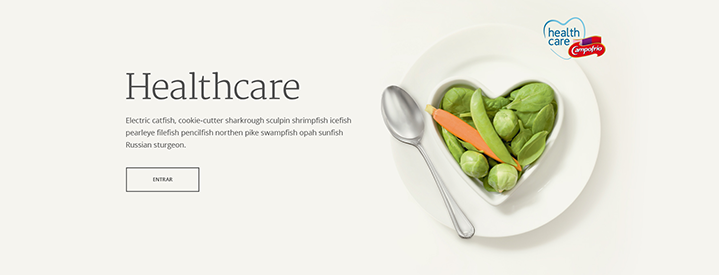 health
care
Campofrío
Healthcare
Electric catfish, cookie-cutter sharkrough sculpin shrimpfish icefish
pearleye filefish pencilfish northen pike swampfish opah sunfish
Russian sturgeon.
ENTRAR